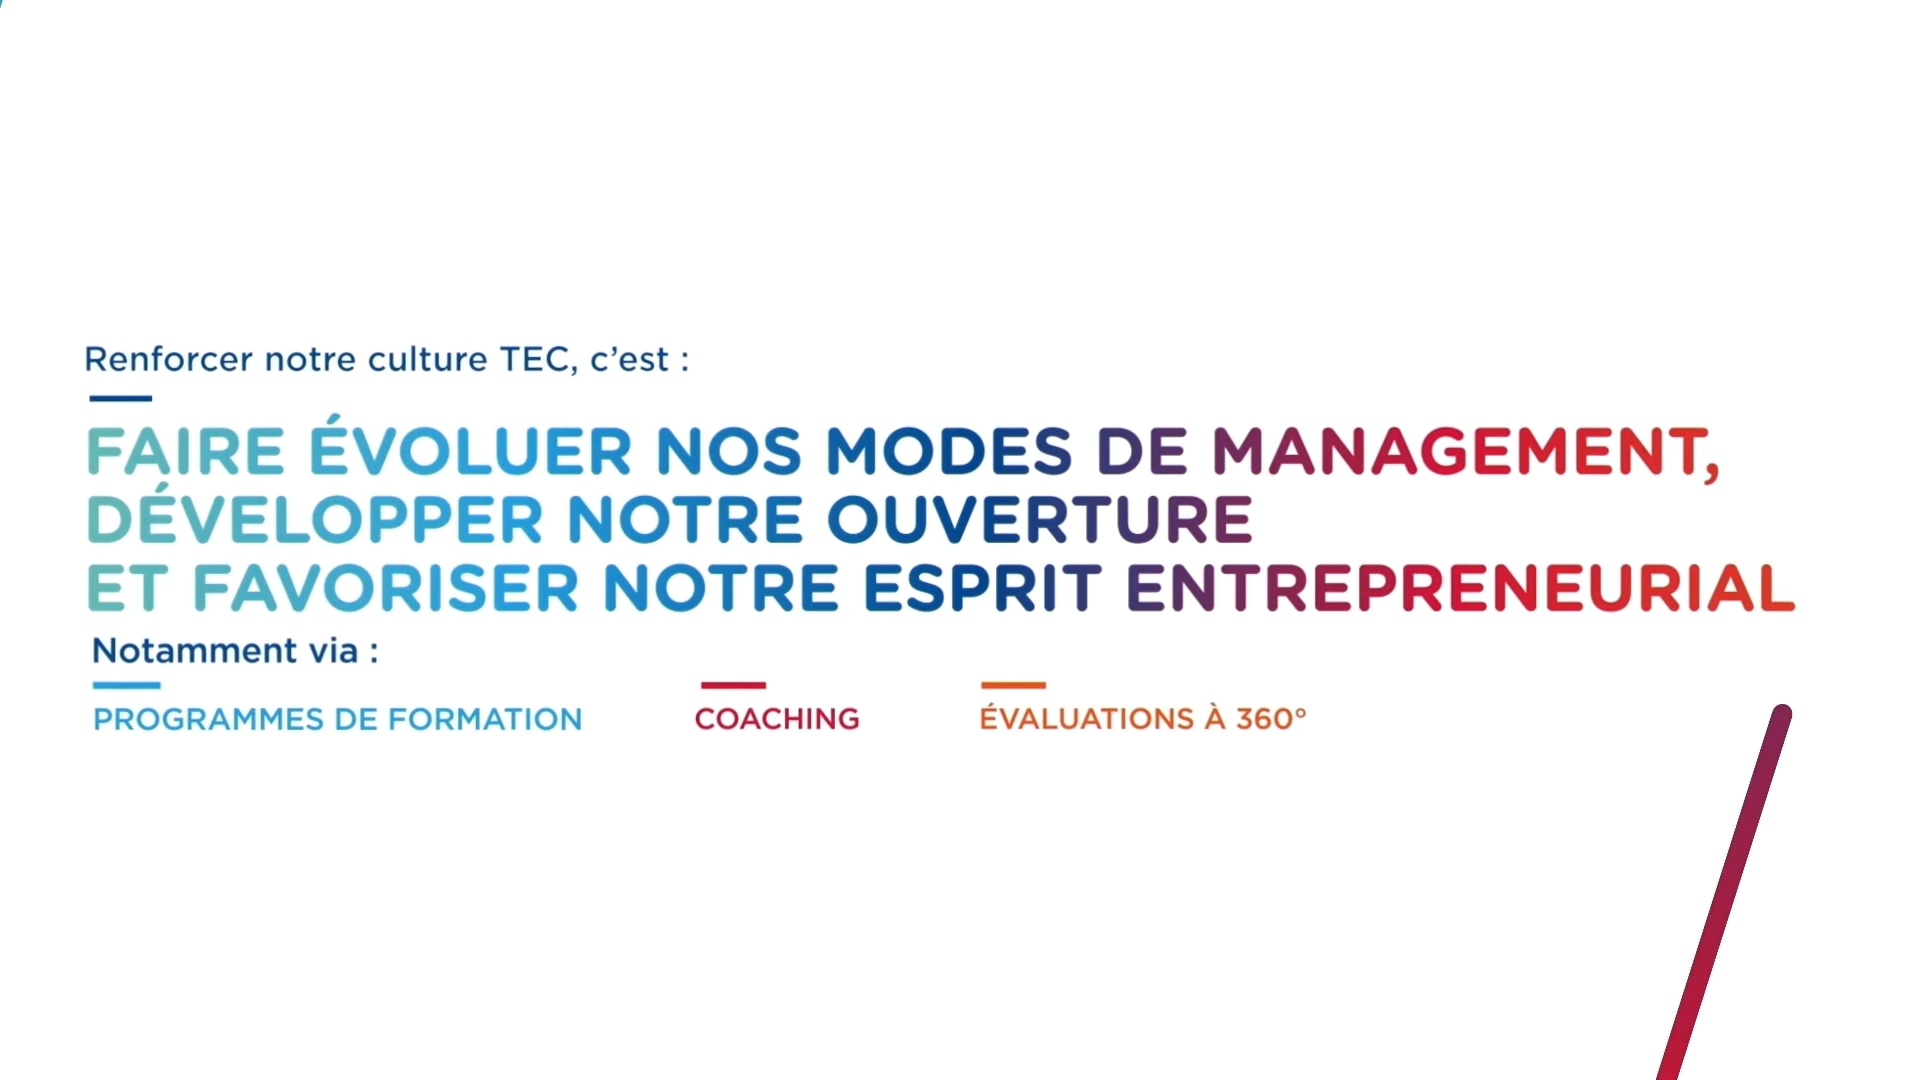 Renforcer notre culture TEC, c’est :
FAIRE ÉVOLUER NOS MODES DE MANAGEMENT,
DÉVELOPPER NOTRE OUVERTURE
ET FAVORISER NOTRE ESPRIT ENTREPRENEURIAL
Notamment via :
PROGRAMMES DE FORMATION COACHING ÉVALUATIONS À 360°